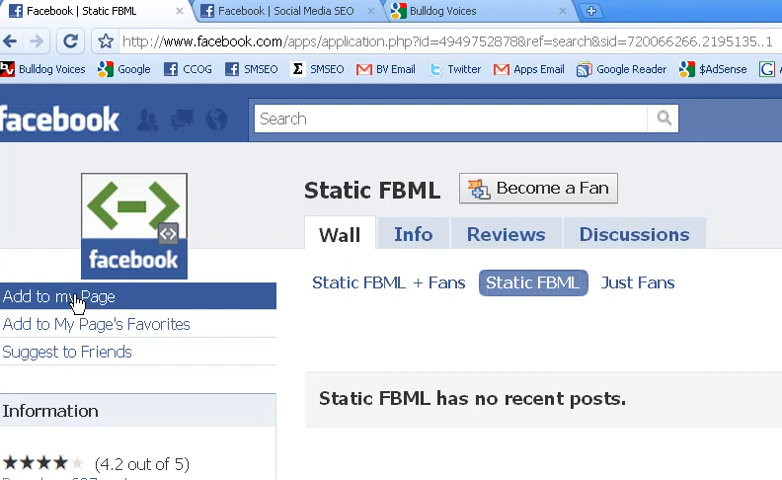 Facebook | Static FBML
Facebook | Social Media SEO
Bulldog Voices
http://www.facebook.com/apps/application.php?id=4949752878&ref=search&sid=720066266.2195135..1
Bulldog Voices Google CCOG SMSEO SMSEO BV Email Twitter Apps Email Google Reader $AdSense
facebook Search
Static FBML Become a Fan
facebook
Wall Info Reviews Discussions
Static FBML + Fans Static FBML Just Fans
Add to my Page
Add to My Page's Favorites
Suggest to Friends
Static FBML has no recent posts.
Information
(4.2 out of 5)